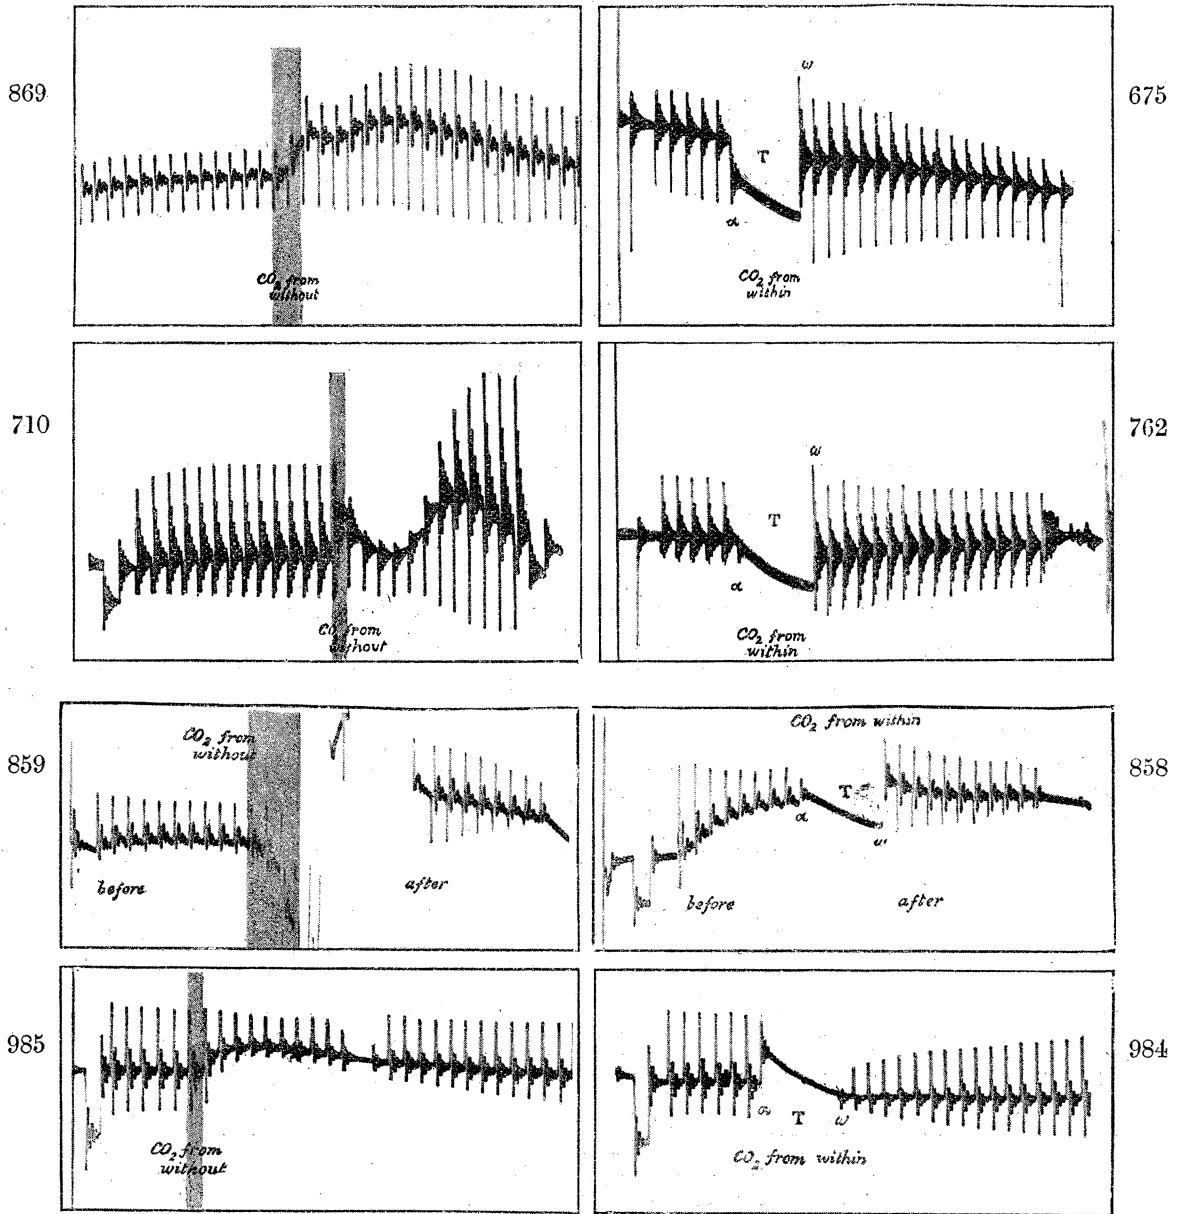 869
CO2 from
without
675
ω
T
α
CO2 from
within
710
CO from
without
762
ω
T
α
CO2 from
within
859
CO2 from
without
before
after
858
CO2 from within
T
α
before
after
985
CO2 from
without
984
α
T
ω
CO2 from within